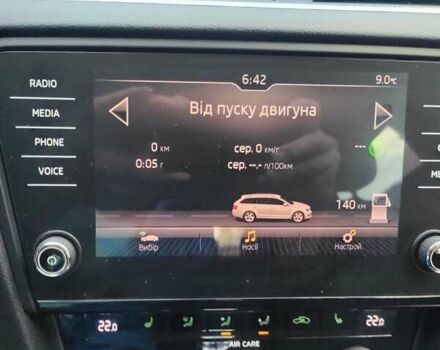 RADIO
6:42
9.0°C
MEDIA
Від пуску двигуна
PHONE
0 км
сер. 0 км/г
--
VOICE
0:05 г
сер. --.- л/100км
140 км
Вибір
Носії
Настрой.
22.0
22.0
AIR CARE